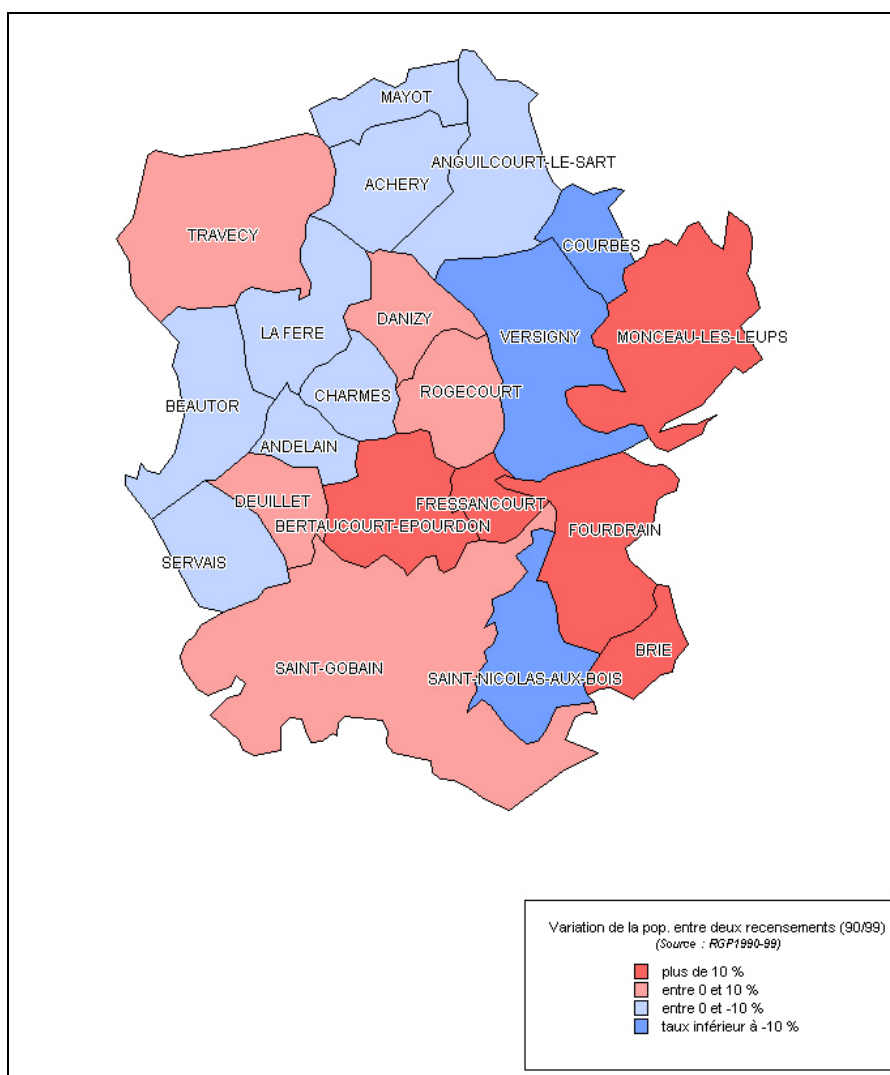 MAYOT
ANGUILCOURT-LE-SART
ACHERY
TRAVECY
COURBES
DANIZY
LA FERE
VERSIGNY
MONCEAU-LES-LEUPS
ROGECOURT
CHARMES
BEAUTOR
ANDELAIN
DEUILLET
FRESSANCOURT
BERTAUCOURT-EPOURDON
FOURDRAIN
SERVAIS
BRIE
SAINT-GOBAIN
SAINT-NICOLAS-AUX-BOIS
Variation de la pop. entre deux recensements (90/99)
(Source : RGP1990-99)
plus de 10 %
entre 0 et 10 %
entre 0 et -10 %
taux inférieur à -10 %